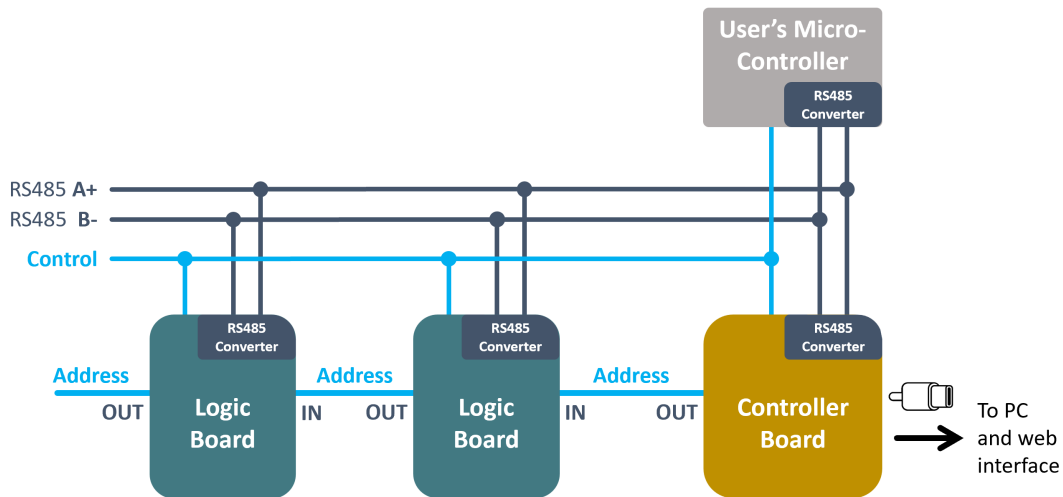 User's Micro-
Controller
RS485
Converter
RS485 A+
RS485 B-
Control
RS485
Converter
RS485
Converter
RS485
Converter
Address
Address
Address
OUT
IN
OUT
IN
OUT
Logic
Board
Logic
Board
Controller
Board
To PC
and web
interface